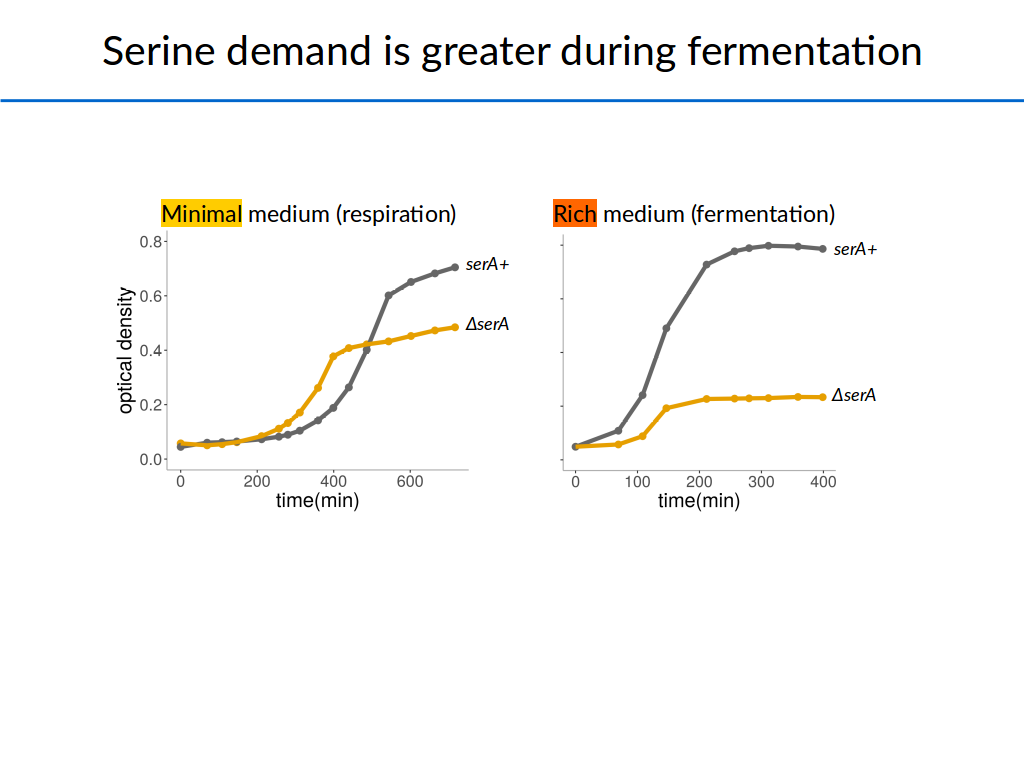 Serine demand is greater during fermentation
Minimal medium (respiration)
Rich medium (fermentation)
0.8
0.6
0.4
0.2
0.0
optical density
serA+
ΔserA
0 200 400 600
time(min)
serA+
ΔserA
0 100 200 300 400
time(min)